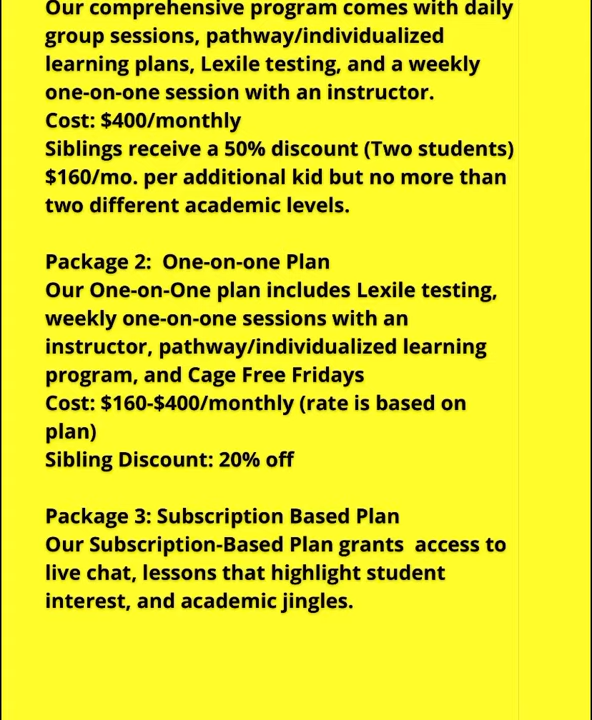 Our comprehensive program comes with daily
group sessions, pathway/individualized
learning plans, Lexile testing, and a weekly
one-on-one session with an instructor.
Cost: $400/monthly
Siblings receive a 50% discount (Two students)
$160/mo. per additional kid but no more than
two different academic levels.

Package 2:  One-on-one Plan
Our One-on-One plan includes Lexile testing,
weekly one-on-one sessions with an
instructor, pathway/individualized learning
program, and Cage Free Fridays
Cost: $160-$400/monthly (rate is based on
plan)
Sibling Discount: 20% off

Package 3: Subscription Based Plan
Our Subscription-Based Plan grants  access to
live chat, lessons that highlight student
interest, and academic jingles.